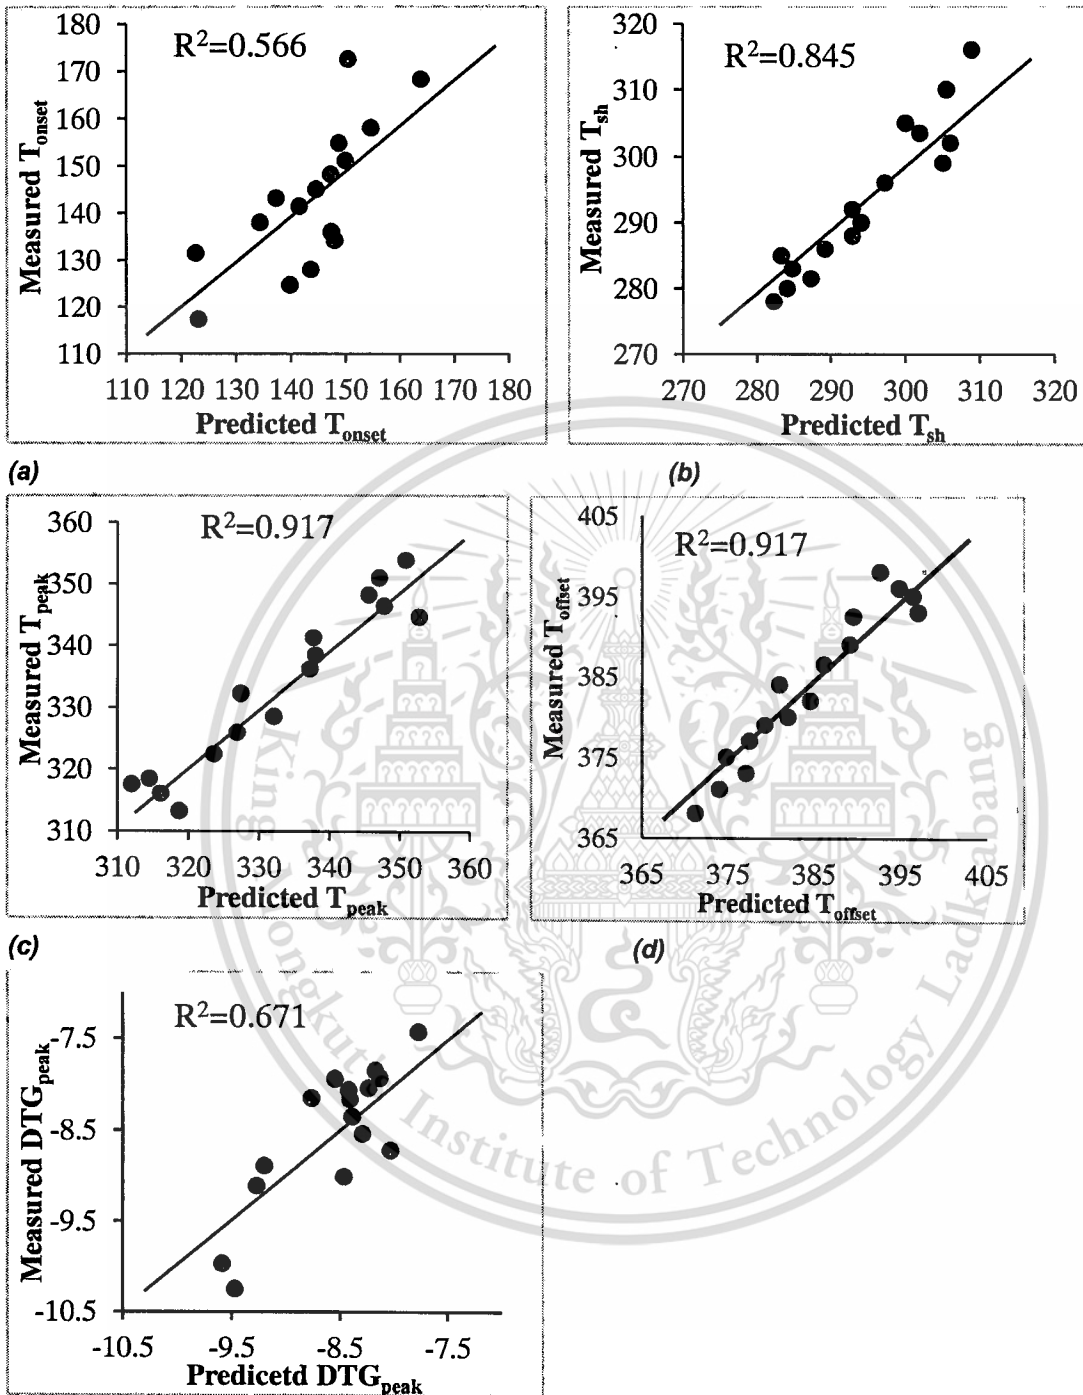 R²=0.566
Measured T_onset
180
170
160
150
140
130
120
110
110 120 130 140 150 160 170 180
Predicted T_onset
(a)
R²=0.845
Measured T_sh
320
310
300
290
280
270
270 280 290 300 310 320
Predicted T_sh
(b)
R²=0.917
Measured T_peak
360
350
340
330
320
310
310 320 330 340 350 360
Predicted T_peak
(c)
R²=0.917
Measured T_offset
405
395
385
375
365
365 375 385 395 405
Predicted T_offset
(d)
R²=0.671
Measured DTG_peak
-7.5
-8.5
-9.5
-10.5
-10.5 -9.5 -8.5 -7.5
Predicetd DTG_peak
Institute of Technology Ladkrabang